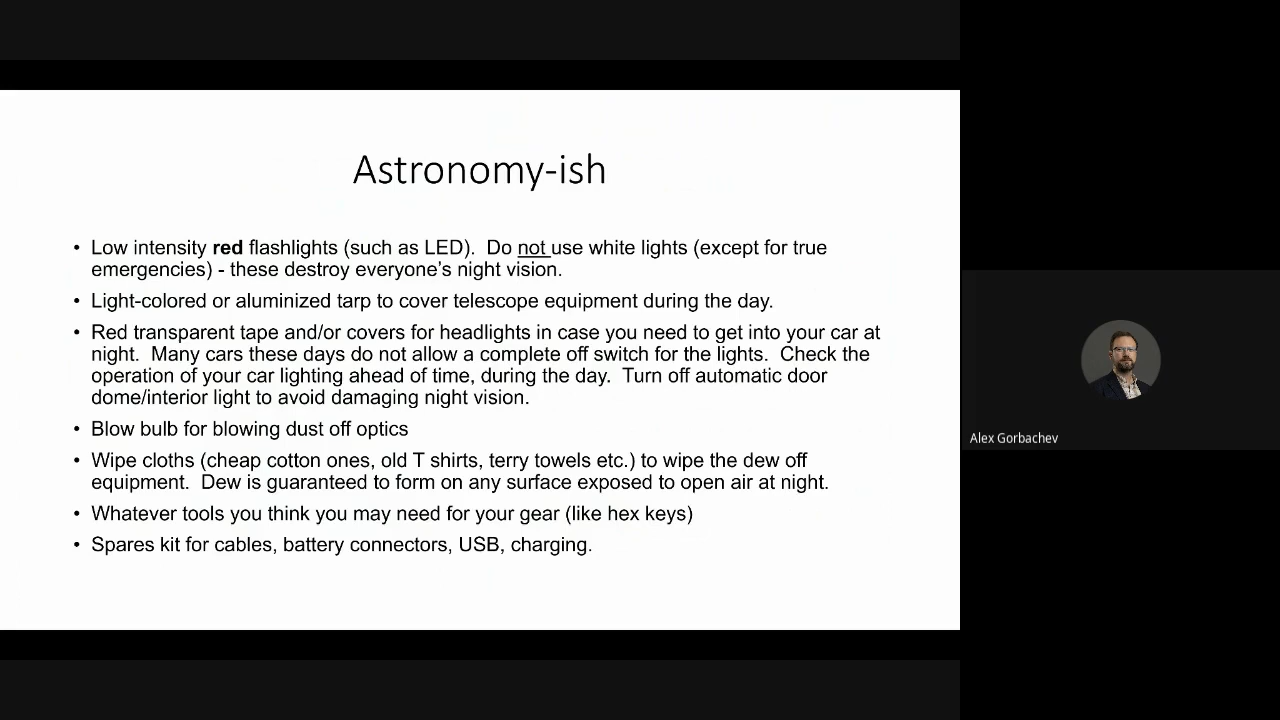 Astronomy-ish
• Low intensity red flashlights (such as LED).  Do not use white lights (except for true
emergencies) - these destroy everyone’s night vision.
• Light-colored or aluminized tarp to cover telescope equipment during the day.
• Red transparent tape and/or covers for headlights in case you need to get into your car at
night.  Many cars these days do not allow a complete off switch for the lights.  Check the
operation of your car lighting ahead of time, during the day.  Turn off automatic door
dome/interior light to avoid damaging night vision.
• Blow bulb for blowing dust off optics
• Wipe cloths (cheap cotton ones, old T shirts, terry towels etc.) to wipe the dew off
equipment.  Dew is guaranteed to form on any surface exposed to open air at night.
• Whatever tools you think you may need for your gear (like hex keys)
• Spares kit for cables, battery connectors, USB, charging.
Alex Gorbachev